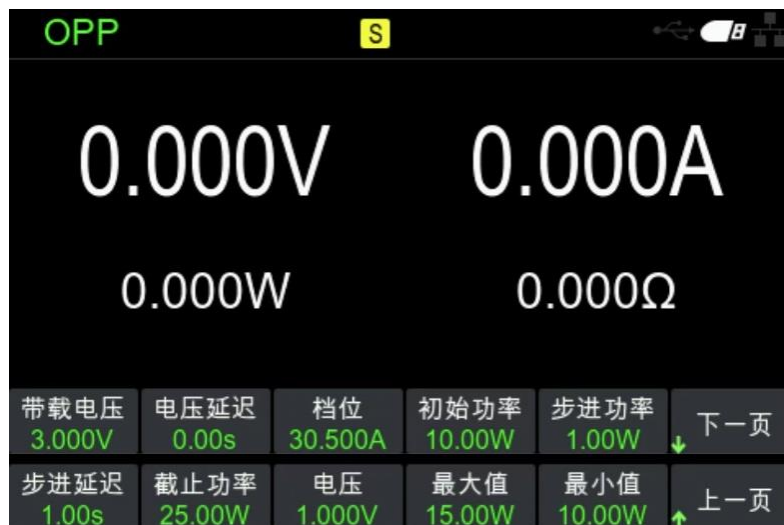 OPP S
0.000V 0.000A
0.000W 0.000Ω
带载电压 电压延迟 档位 初始功率 步进功率 下一页
3.000V 0.00s 30.500A 10.00W 1.00W
步进延迟 截止功率 电压 最大值 最小值 上一页
1.00s 25.00W 1.000V 15.00W 10.00W